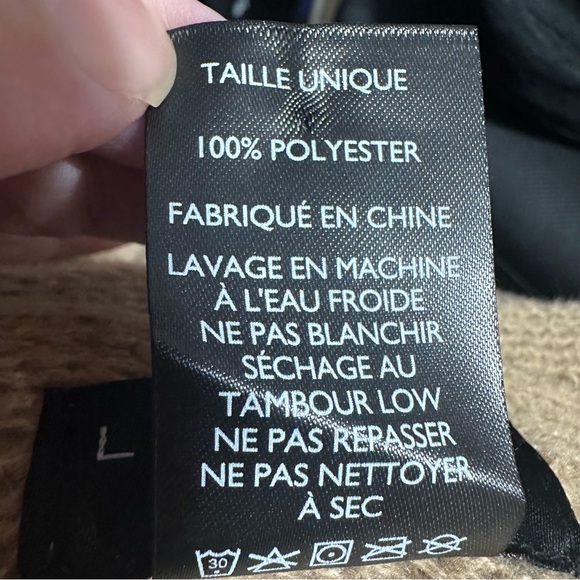 TAILLE UNIQUE
100% POLYESTER
FABRIQUÉ EN CHINE
LAVAGE EN MACHINE
À L'EAU FROIDE
NE PAS BLANCHIR
SÉCHAGE AU
TAMBOUR LOW
NE PAS REPASSER
NE PAS NETTOYER
À SEC
30
L